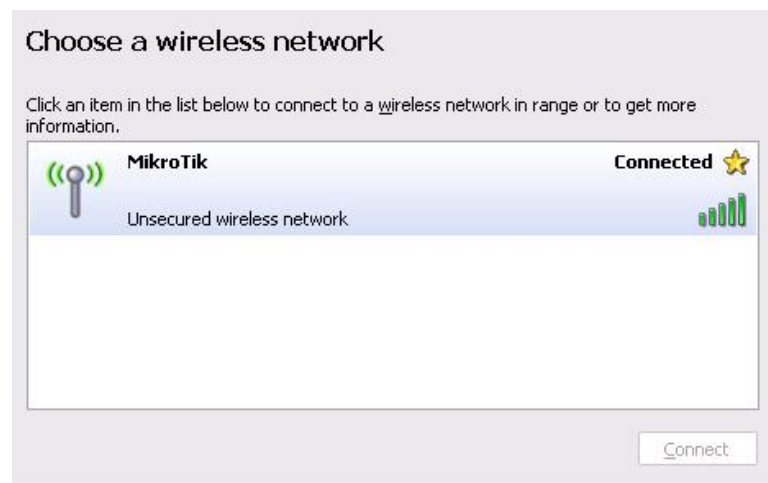 Choose a wireless network
Click an item in the list below to connect to a wireless network in range or to get more
information.
MikroTik
Connected
Unsecured wireless network
Connect